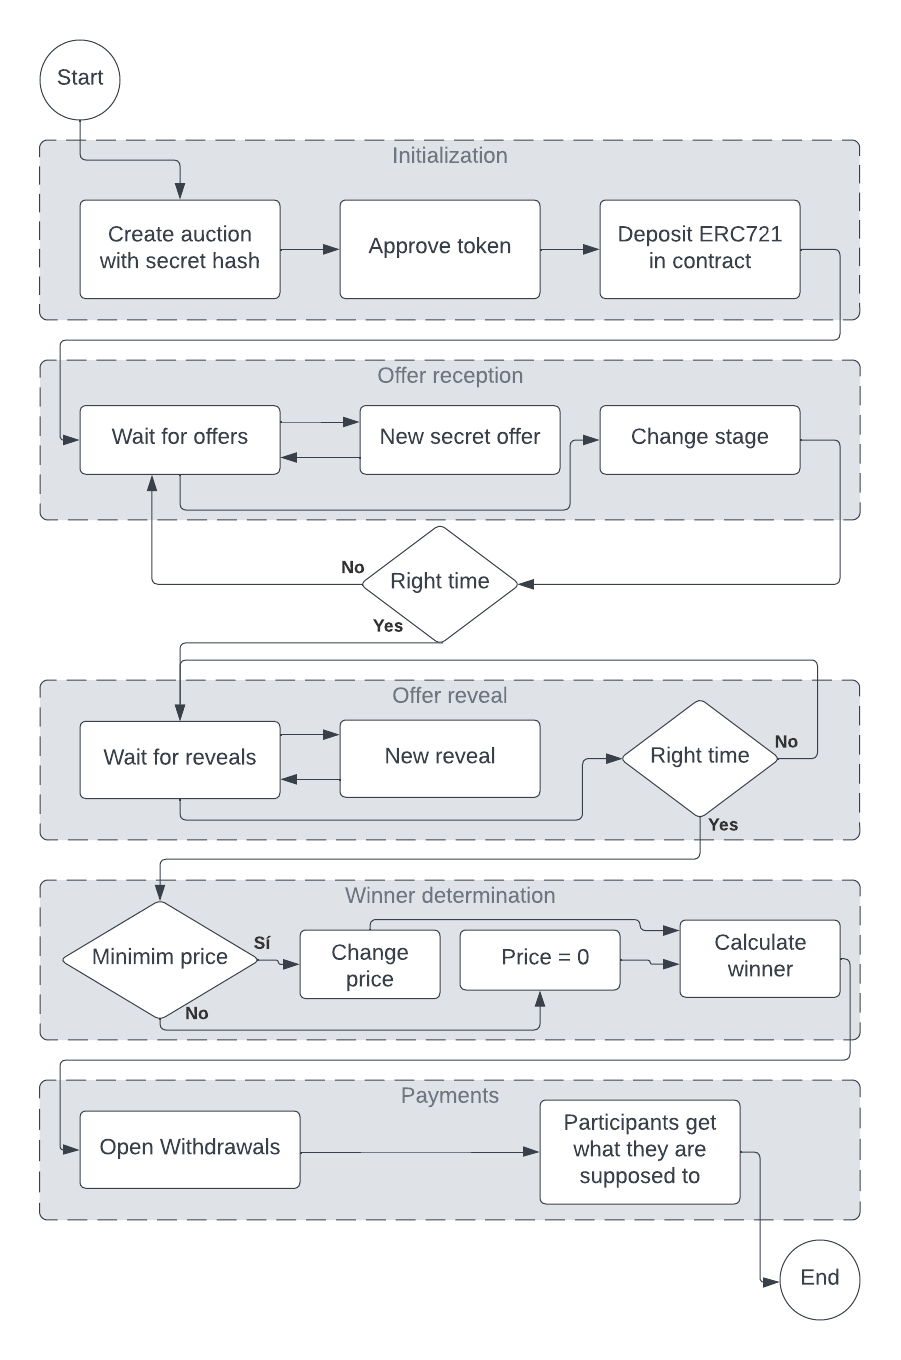 Start
Initialization
Create auction
with secret hash
Approve token
Deposit ERC721
in contract
Offer reception
Wait for offers
New secret offer
Change stage
No
Right time
Yes
Offer reveal
Wait for reveals
New reveal
Right time
No
Yes
Winner determination
Minimim price
Sí
Change
price
Price = 0
Calculate
winner
No
Payments
Open Withdrawals
Participants get
what they are
supposed to
End